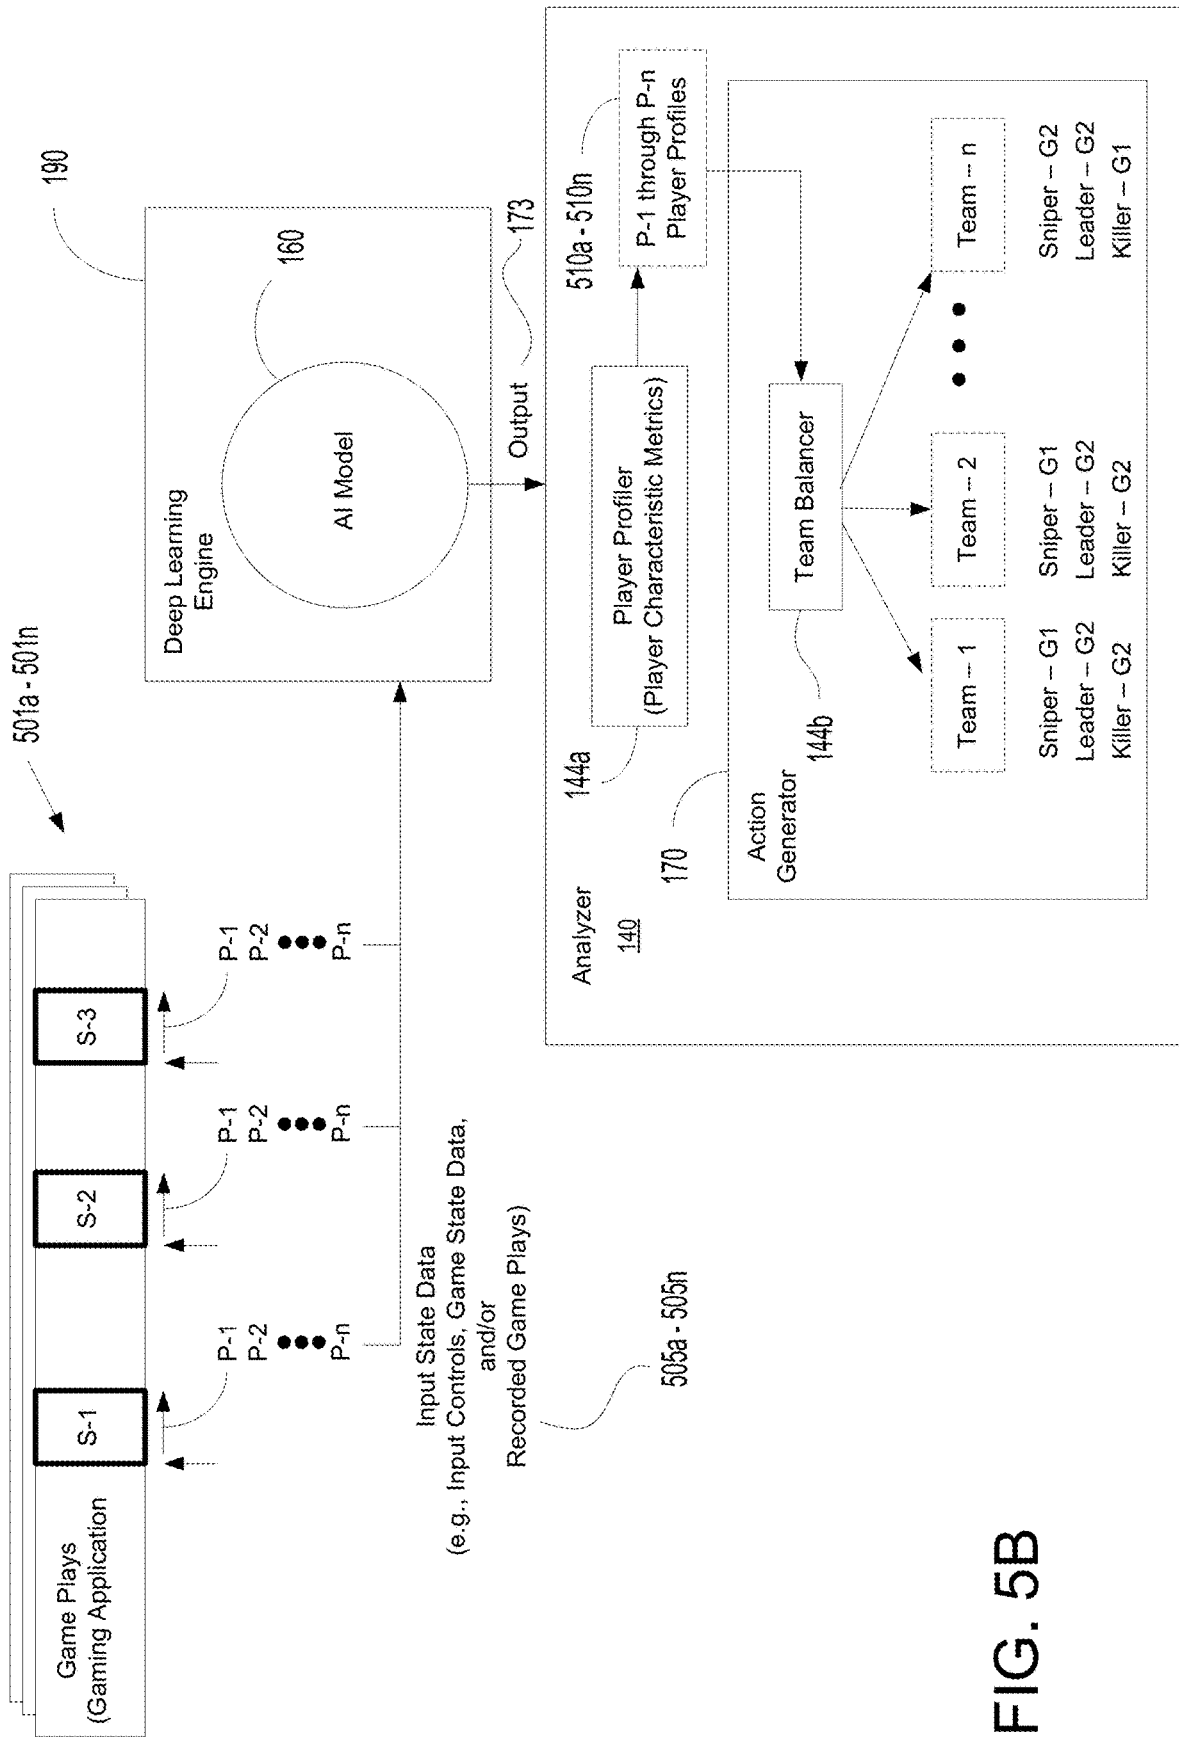 501a - 501n
Game Plays
(Gaming Application
S-1
S-2
S-3
P-1
P-2
P-n
P-1
P-2
P-n
P-1
P-2
P-n
Input State Data
(e.g., Input Controls, Game State Data,
and/or
Recorded Game Plays)
505a - 505n
190
Deep Learning
Engine
160
AI Model
Output
173
Analyzer
140
144a
Player Profiler
(Player Characteristic Metrics)
510a - 510n
P-1 through P-n
Player Profiles
170
Action
Generator
144b
Team Balancer
Team – 1
Sniper – G1
Leader – G2
Killer – G2
Team – 2
Sniper – G1
Leader – G2
Killer – G2
Team – n
Sniper – G2
Leader – G2
Killer – G1
FIG. 5B